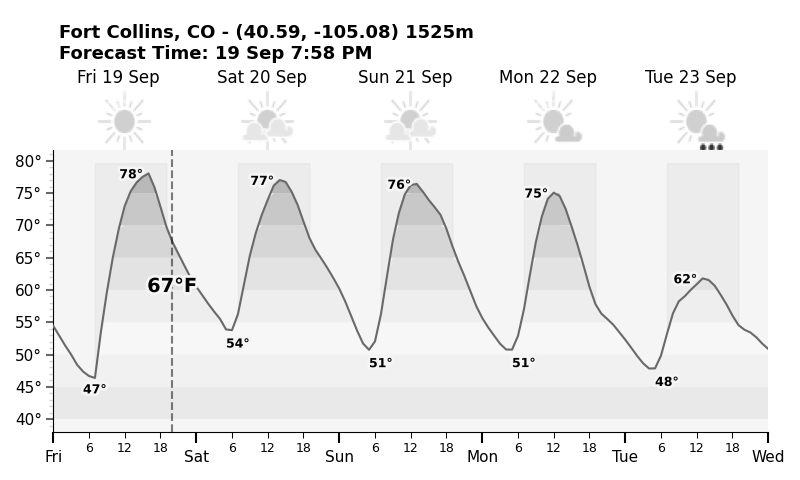 Fort Collins, CO - (40.59, -105.08) 1525m
Forecast Time: 19 Sep 7:58 PM
Fri 19 Sep Sat 20 Sep Sun 21 Sep Mon 22 Sep Tue 23 Sep
80°
75°
70°
65°
60°
55°
50°
45°
40°
78° 77° 76° 75° 62°
67°F
47° 54° 51° 51° 48°
6 12 18 6 12 18 6 12 18 6 12 18 6 12 18
Fri Sat Sun Mon Tue Wed